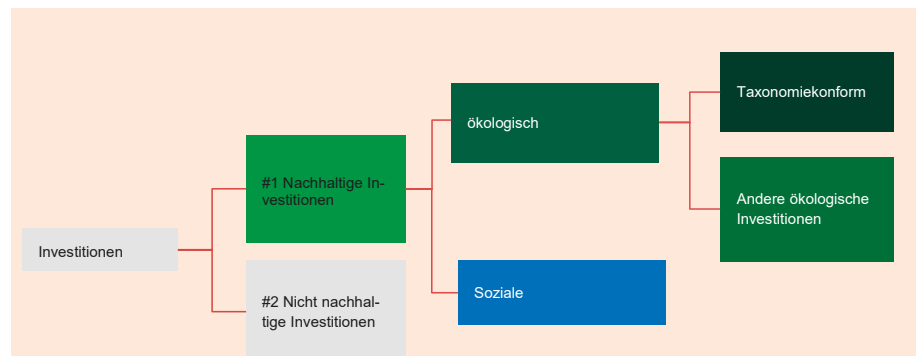 Investitionen
#1 Nachhaltige In-
vestitionen
#2 Nicht nachhal-
tige Investitionen
ökologisch
Soziale
Taxonomiekonform
Andere ökologische
Investitionen